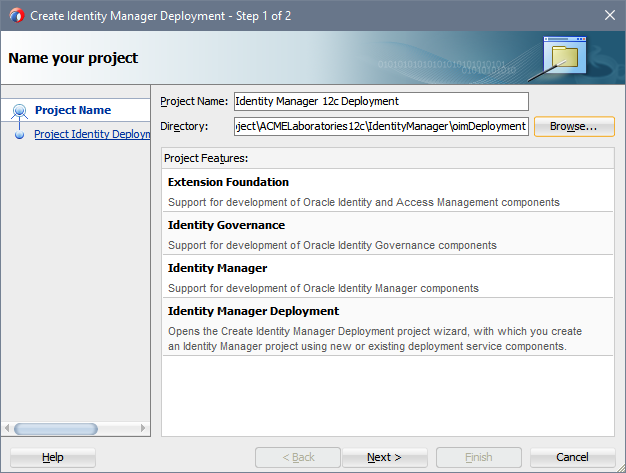 Create Identity Manager Deployment - Step 1 of 2
Name your project
010101010101010101010101
01010101010
Project Name
Project Identity Deployn
Project Name: Identity Manager 12c Deployment
Directory: ject\ACMELaboratories12c\IdentityManager\oimDeployment Browse...
Project Features:
Extension Foundation
Support for development of Oracle Identity and Access Management components
Identity Governance
Support for development of Oracle Identity Governance components
Identity Manager
Support for development of Oracle Identity Manager components
Identity Manager Deployment
Opens the Create Identity Manager Deployment project wizard, with which you create
an Identity Manager project using new or existing deployment service components.
Help < Back Next > Finish Cancel